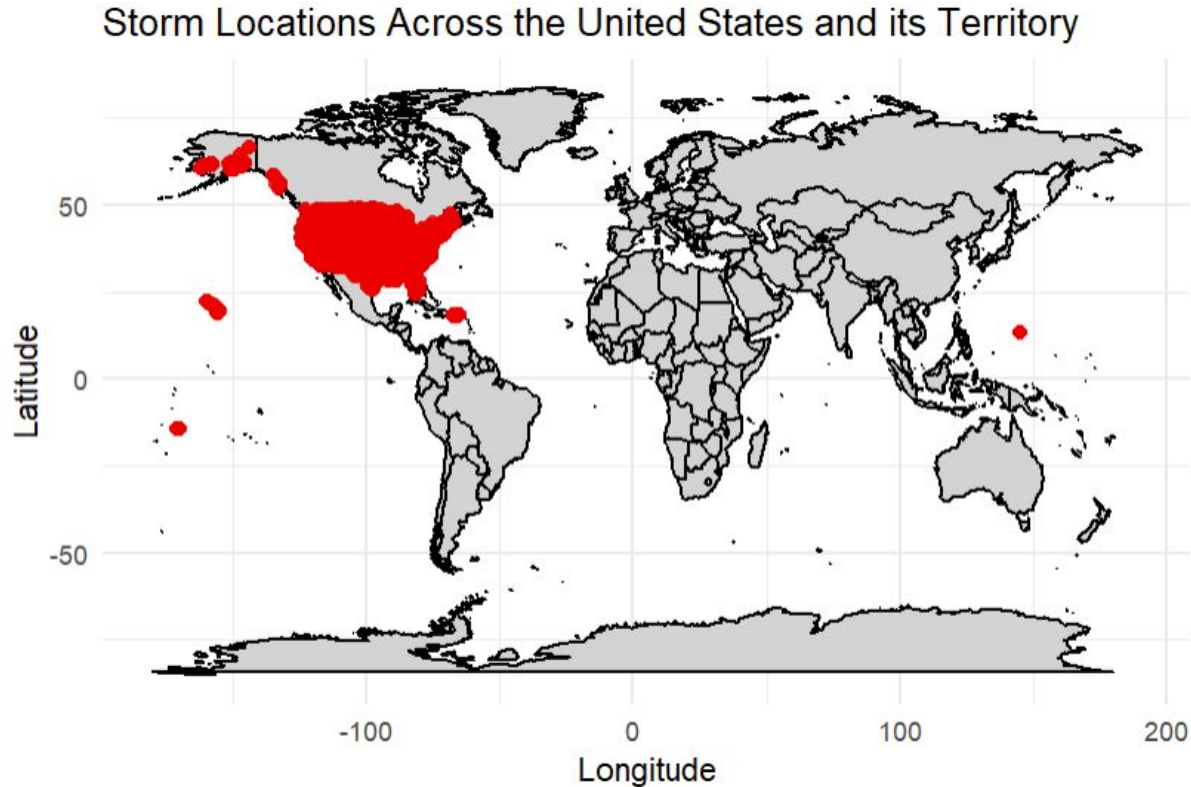 Storm Locations Across the United States and its Territory
Latitude
50
0
-50
-100
0
100
200
Longitude